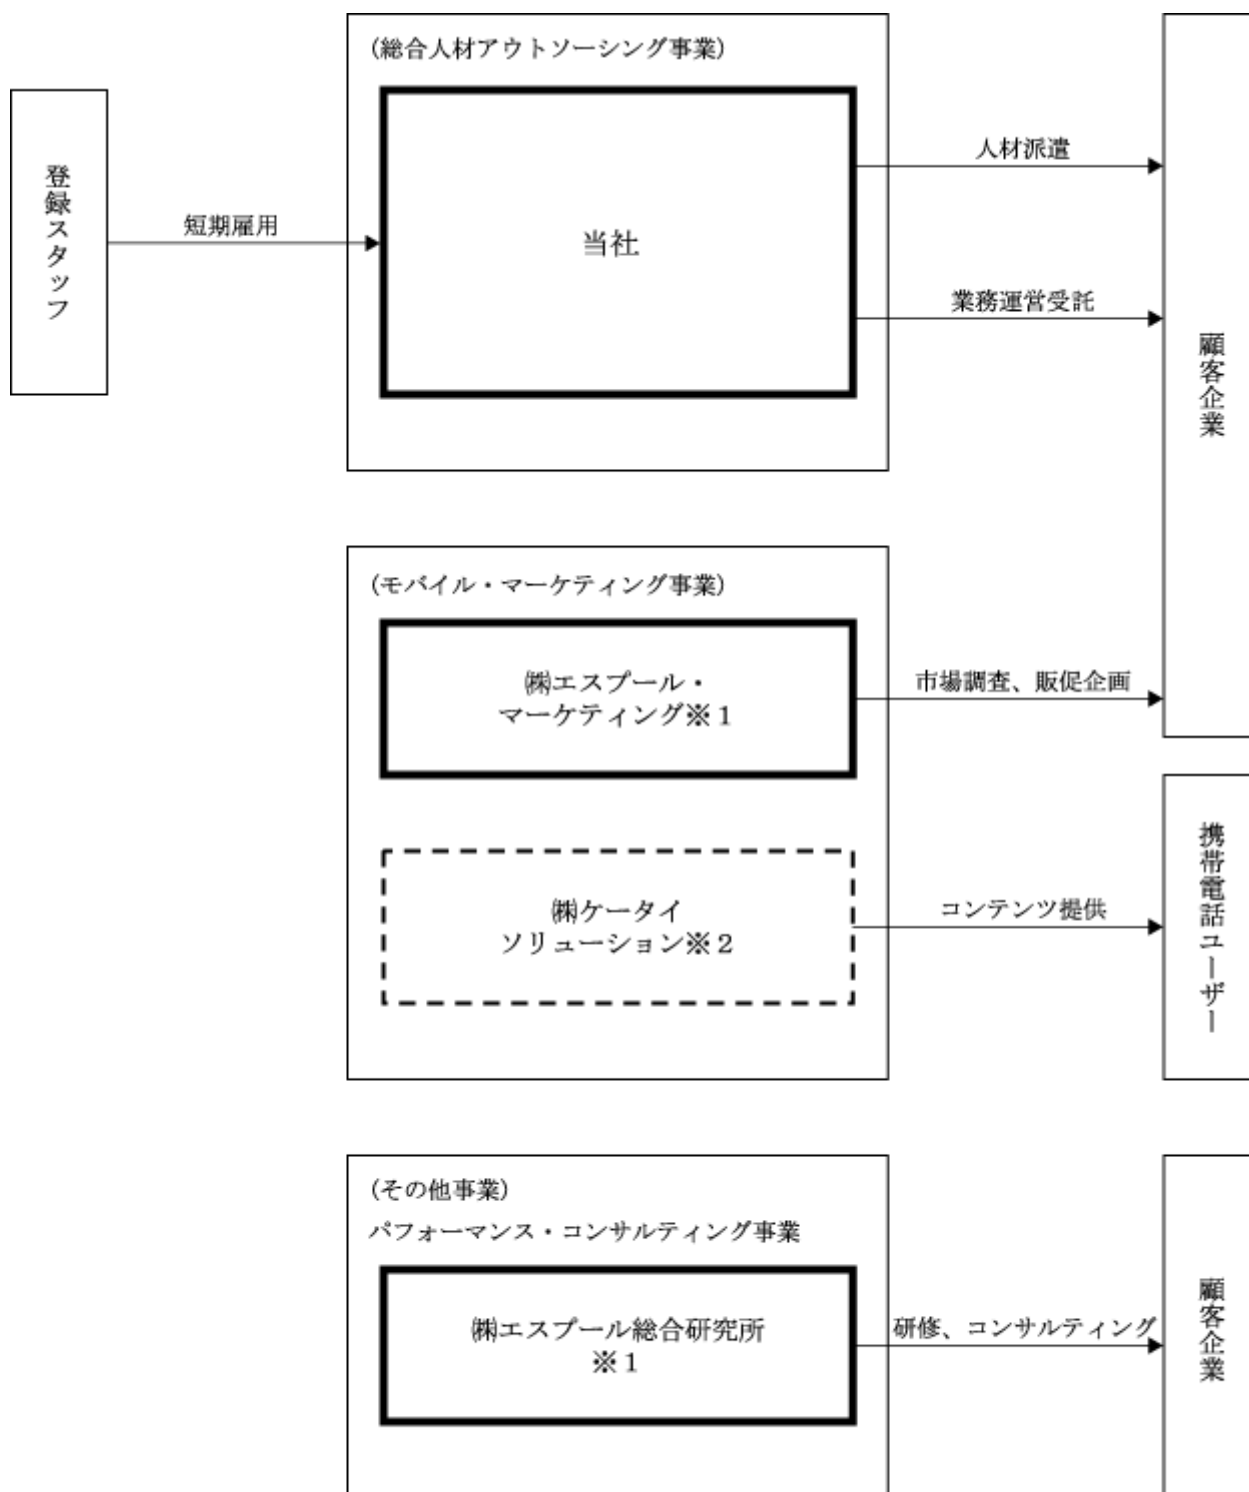 (総合人材アウトソーシング事業)
登録スタッフ
短期雇用
当社
人材派遣
業務運営受託
顧客企業
(モバイル・マーケティング事業)
㈱エスプール・
マーケティング※1
市場調査、販促企画
㈱ケータイ
ソリューション※2
コンテンツ提供
携帯電話ユーザー
(その他事業)
パフォーマンス・コンサルティング事業
㈱エスプール総合研究所
※1
研修、コンサルティング
顧客企業